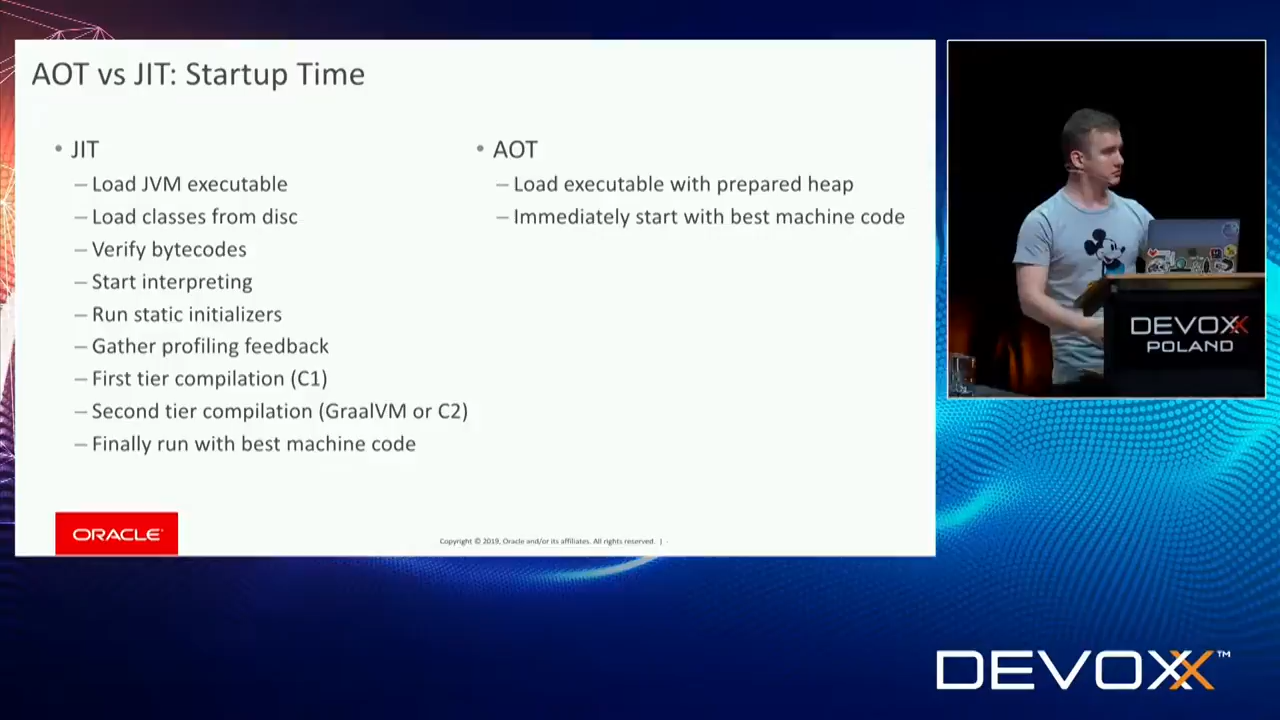 AOT vs JIT: Startup Time
• JIT
– Load JVM executable
– Load classes from disc
– Verify bytecodes
– Start interpreting
– Run static initializers
– Gather profiling feedback
– First tier compilation (C1)
– Second tier compilation (GraalVM or C2)
– Finally run with best machine code
• AOT
– Load executable with prepared heap
– Immediately start with best machine code
ORACLE
Copyright © 2019, Oracle and/or its affiliates. All rights reserved. |
DEVOXX
POLAND
DEVOXX™